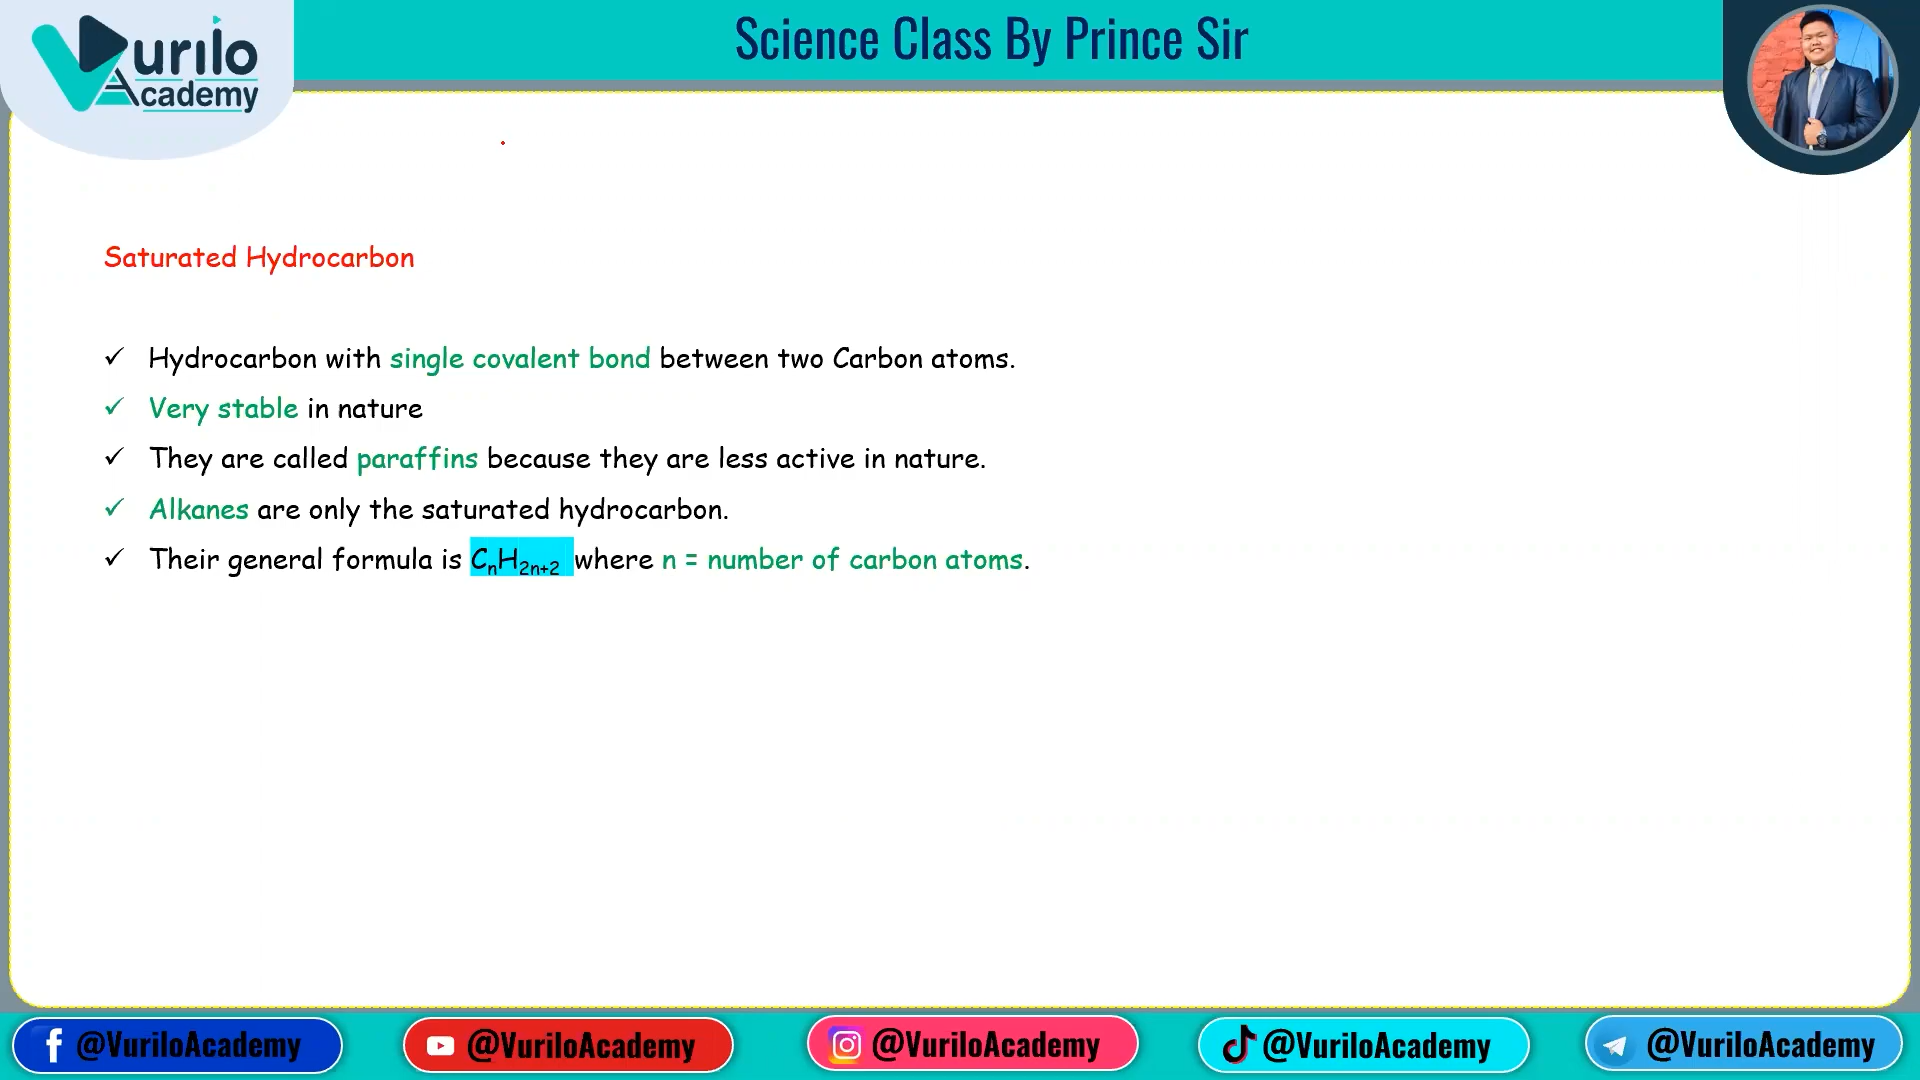 Vurilo
Academy
Science Class By Prince Sir
Saturated Hydrocarbon
✓ Hydrocarbon with single covalent bond between two Carbon atoms.
✓ Very stable in nature
✓ They are called paraffins because they are less active in nature.
✓ Alkanes are only the saturated hydrocarbon.
✓ Their general formula is CₙH₂ₙ₊₂ where n = number of carbon atoms.
@VuriloAcademy
@VuriloAcademy
@VuriloAcademy
@VuriloAcademy
@VuriloAcademy